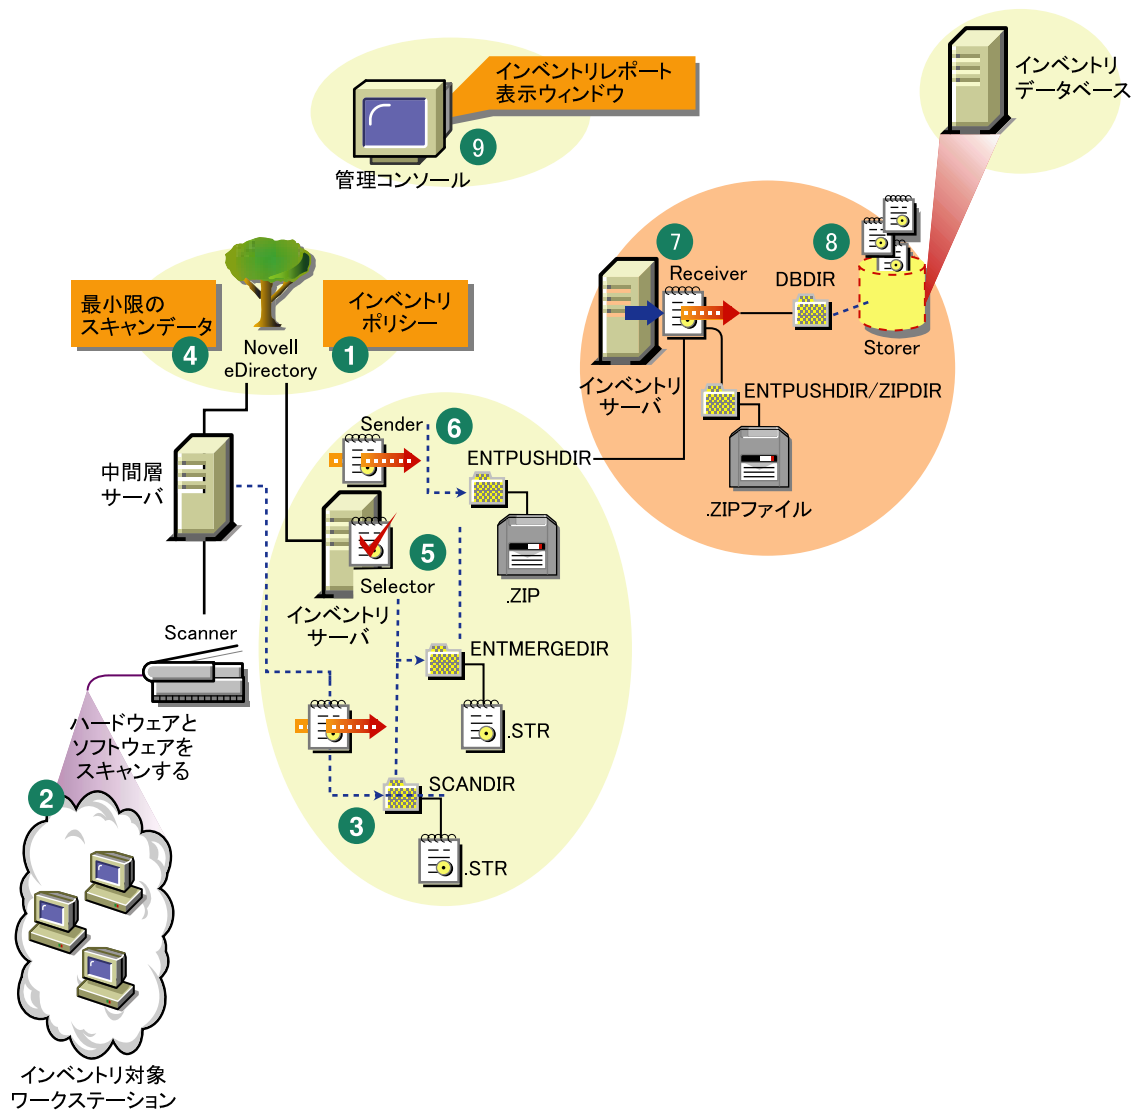 インベントリレポート
表示ウィンドウ
9
管理コンソール
インベントリ
データベース
最小限の
スキャンデータ
4
インベントリ
ポリシー
1
Novell
eDirectory
7
Receiver
8
DBDIR
Storer
インベントリ
サーバ
ENTPUSHDIR/ZIPDIR
.ZIPファイル
中間層
サーバ
Sender
6
ENTPUSHDIR
.ZIP
5
Selector
インベントリ
サーバ
ENTMERGEDIR
.STR
SCANDIR
3
.STR
Scanner
ハードウェアと
ソフトウェアを
スキャンする
2
インベントリ対象
ワークステーション